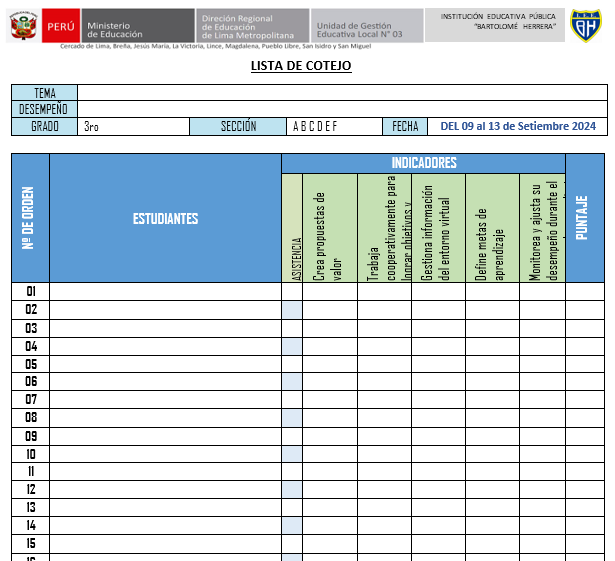 PERÚ
Ministerio
de Educación
Dirección Regional
de Educación
de Lima Metropolitana
Unidad de Gestión
Educativa Local N° 03
INSTITUCIÓN EDUCATIVA PÚBLICA
"BARTOLOMÉ HERRERA"
BH
Cercado de Lima, Breña, Jesús María, La Victoria, Lince, Magdalena, Pueblo Libre, San Isidro y San Miguel
LISTA DE COTEJO
TEMA
DESEMPEÑO
GRADO 3ro SECCIÓN A B C D E F FECHA DEL 09 al 13 de Setiembre 2024
Nº DE ORDEN
ESTUDIANTES
INDICADORES
ASISTENCIA
Crea propuestas de
valor
Trabaja
cooperativamente para
lograr objetivos y
Gestiona información
del entorno virtual
Define metas de
aprendizaje
Monitorea y ajusta su
desempeño durante el
PUNTAJE
01
02
03
04
05
06
07
08
09
10
11
12
13
14
15